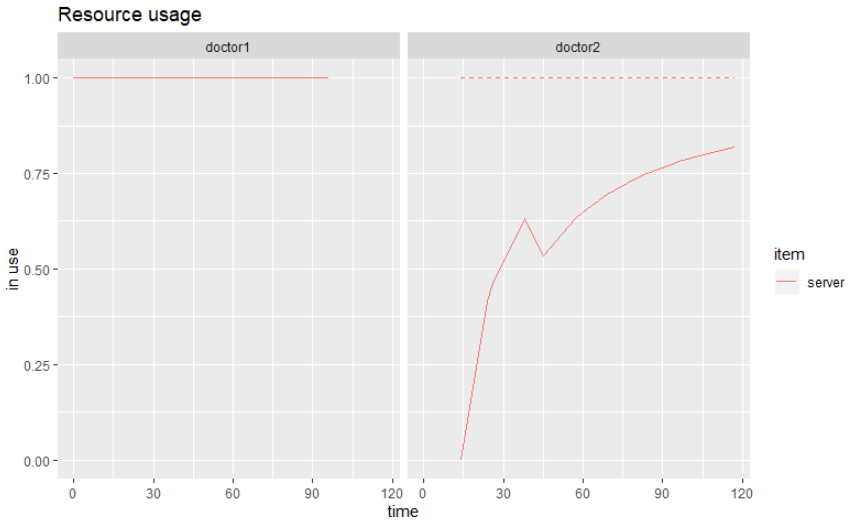 Resource usage
doctor1
doctor2
1.00
0.75
0.50
0.25
0.00
in use
0 30 60 90 120
0 30 60 90 120
time
item
server